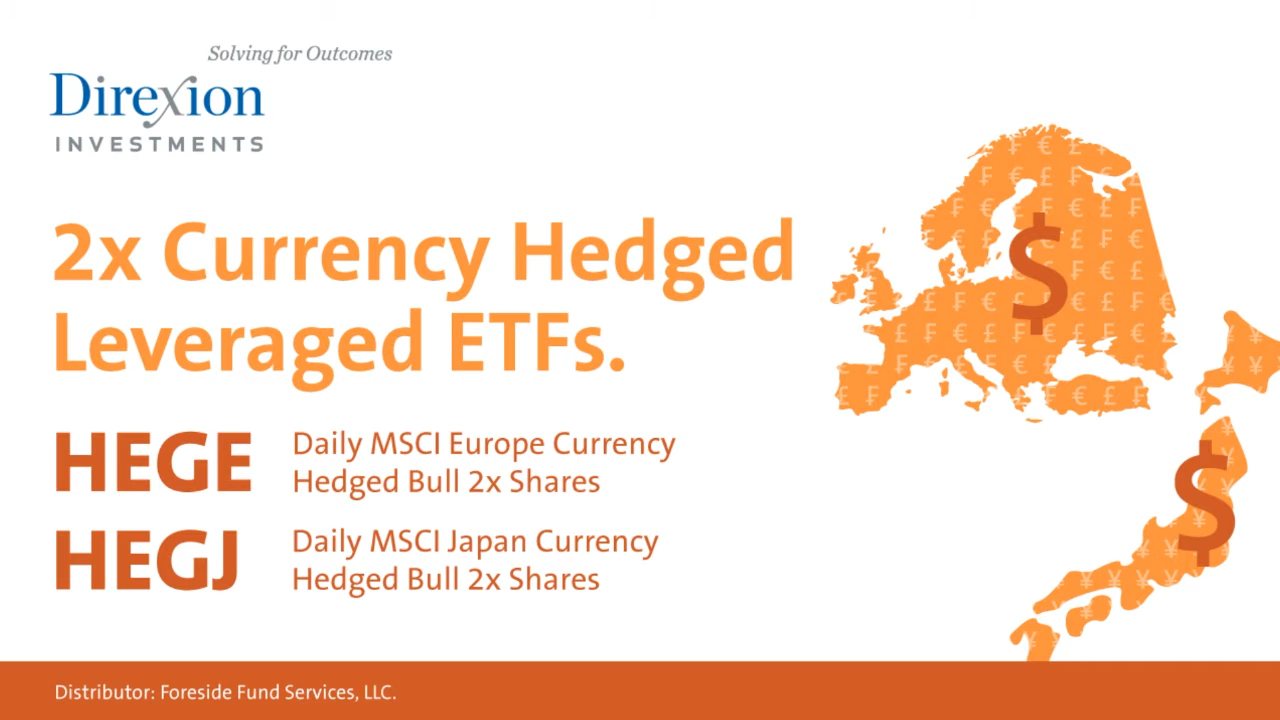 Solving for Outcomes
Direxion
INVESTMENTS
2x Currency Hedged
Leveraged ETFs.
HEGE
Daily MSCI Europe Currency
Hedged Bull 2x Shares
HEGJ
Daily MSCI Japan Currency
Hedged Bull 2x Shares
$
$
Distributor: Foreside Fund Services, LLC.